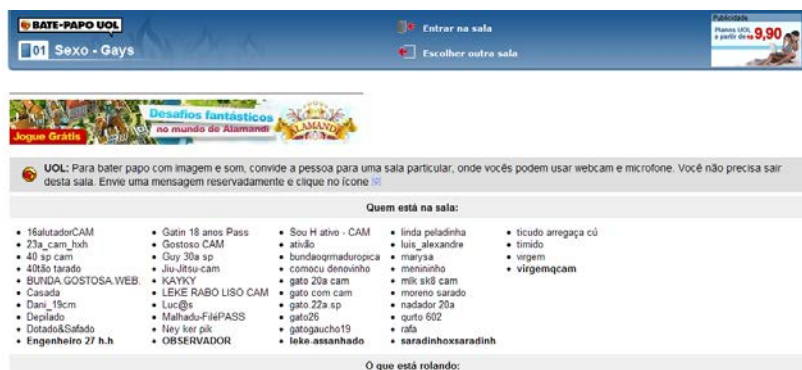 BATE-PAPO UOL
01 Sexo - Gays
Entrar na sala
Escolher outra sala
Publicidade
Planos UOL
a partir de R$ 9,90
Desafios fantásticos
no mundo de Alamandi
Jogue Grátis
ALAMANDI
UOL: Para bater papo com imagem e som, convide a pessoa para uma sala particular, onde vocês podem usar webcam e microfone. Você não precisa sair
desta sala. Envie uma mensagem reservadamente e clique no ícone
Quem está na sala:
16alutadorCAM
23a_cam_hxh
40 sp cam
40tão tarado
BUNDA.GOSTOSA.WEB.
Casada
Dani_19cm
Depilado
Dotado&Safado
Engenheiro 27 h.h
Gatin 18 anos Pass
Gostoso CAM
Guy 30a sp
Jiu-Jitsu-cam
KAYKY
LEKE RABO LISO CAM
Luc@s
Malhadu-FiléPASS
Ney ker pik
OBSERVADOR
Sou H ativo - CAM
ativão
bundaoqrmaduropica
comocu denovinho
gato 20a cam
gato com cam
gato.22a.sp
gato26
gatogaucho19
leke-assanhado
linda peladinha
luis_alexandre
marysa
menininho
mlk sk8 cam
moreno sarado
nadador 20a
qurto 602
rafa
saradinhoxsaradinh
ticudo arregaça cú
timido
virgem
virgemqcam
O que está rolando: